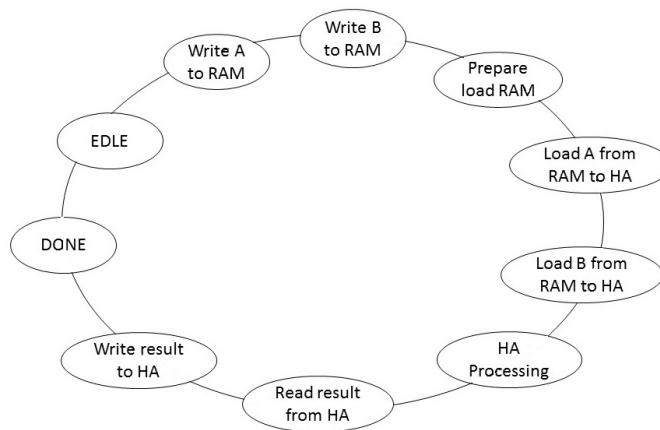 Write A
to RAM
Write B
to RAM
Prepare
load RAM
Load A from
RAM to HA
Load B from
RAM to HA
HA
Processing
Read result
from HA
Write result
to HA
DONE
EDLE